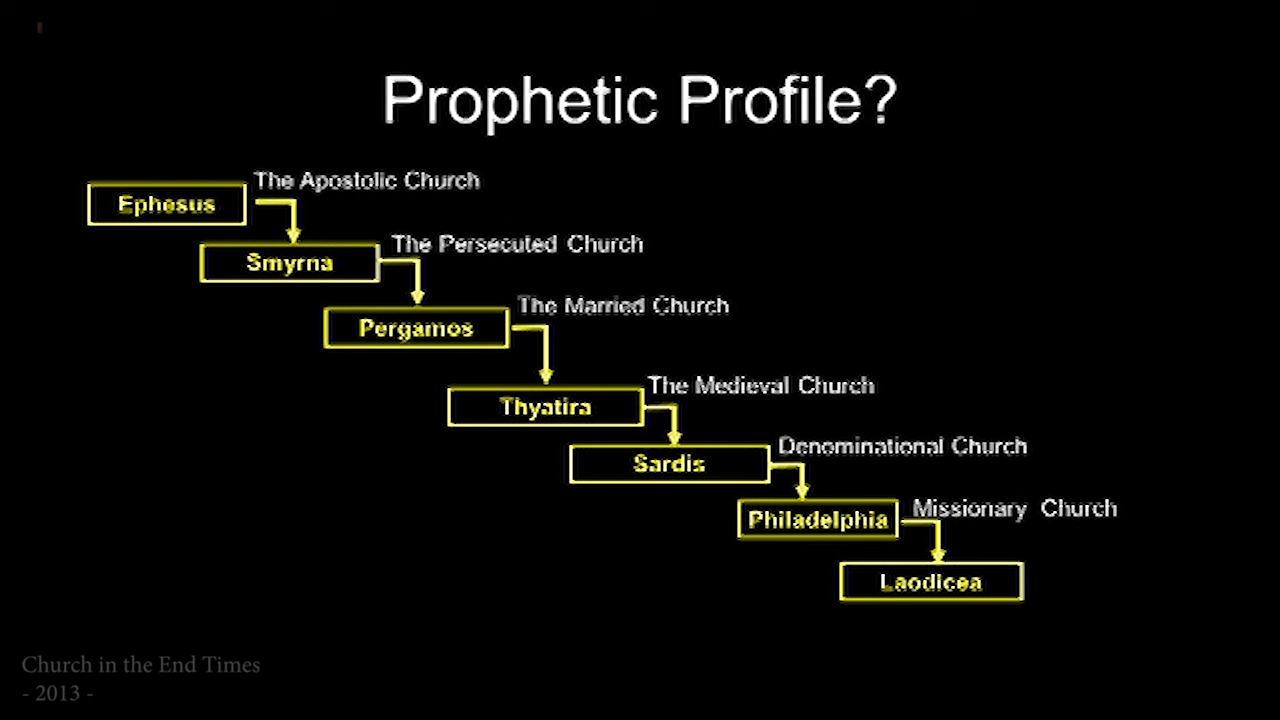 Prophetic Profile?
The Apostolic Church
Ephesus
The Persecuted Church
Smyrna
The Married Church
Pergamos
The Medieval Church
Thyatira
Denominational Church
Sardis
Missionary Church
Philadelphia
Laodicea
Church in the End Times
- 2013 -